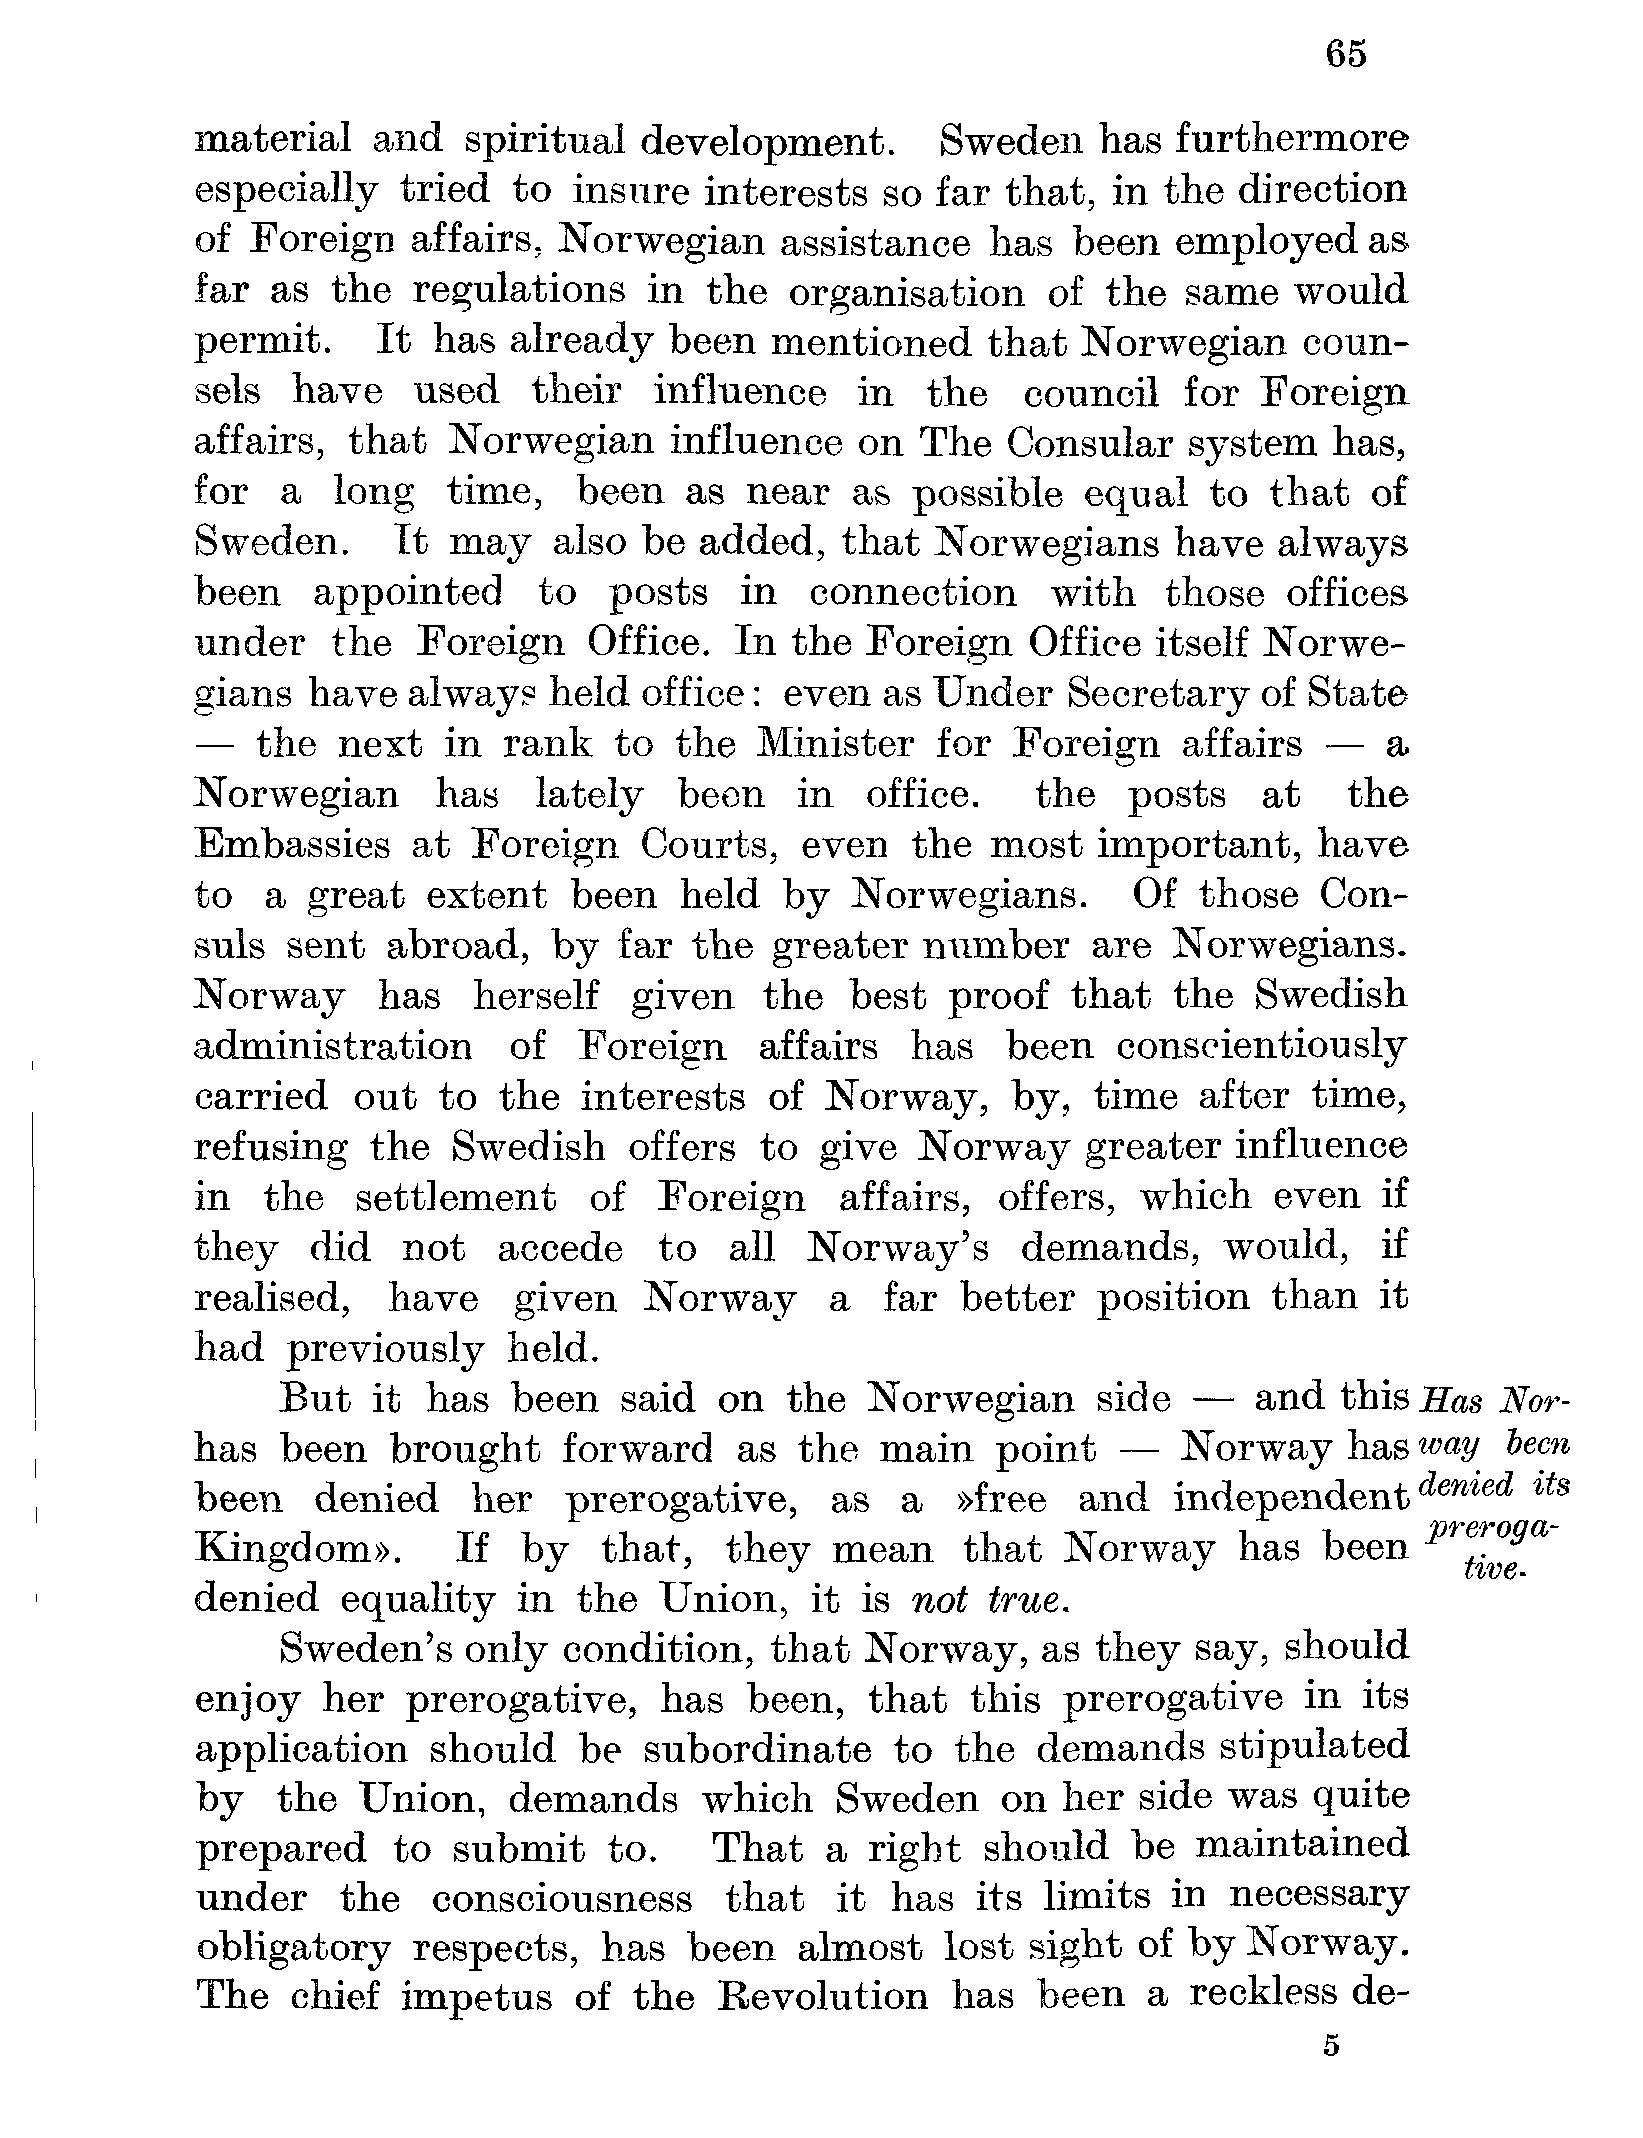 65
material and spiritual development. Sweden has furthermore
especially tried to insure interests so far that, in the direction
of Foreign affairs, Norwegian assistance has been employed as
far as the regulations in the organisation of the same would
permit. It has already been mentioned that Norwegian coun-
sels have used their influence in the council for Foreign
affairs, that Norwegian influence on The Consular system has,
for a long time, been as near as possible equal to that of
Sweden. It may also be added, that Norwegians have always
been appointed to posts in connection with those offices
under the Foreign Office. In the Foreign Office itself Norwe-
gians have always held office: even as Under Secretary of State
— the next in rank to the Minister for Foreign affairs — a
Norwegian has lately been in office. the posts at the
Embassies at Foreign Courts, even the most important, have
to a great extent been held by Norwegians. Of those Con-
suls sent abroad, by far the greater number are Norwegians.
Norway has herself given the best proof that the Swedish
administration of Foreign affairs has been conscientiously
carried out to the interests of Norway, by, time after time,
refusing the Swedish offers to give Norway greater influence
in the settlement of Foreign affairs, offers, which even if
they did not accede to all Norway's demands, would, if
realised, have given Norway a far better position than it
had previously held.
But it has been said on the Norwegian side — and this
has been brought forward as the main point — Norway has
been denied her prerogative, as a »free and independent
Kingdom». If by that, they mean that Norway has been
denied equality in the Union, it is not true.
Has Nor-
way been
denied its
preroga-
tive.
Sweden's only condition, that Norway, as they say, should
enjoy her prerogative, has been, that this prerogative in its
application should be subordinate to the demands stipulated
by the Union, demands which Sweden on her side was quite
prepared to submit to. That a right should be maintained
under the consciousness that it has its limits in necessary
obligatory respects, has been almost lost sight of by Norway.
The chief impetus of the Revolution has been a reckless de-
5